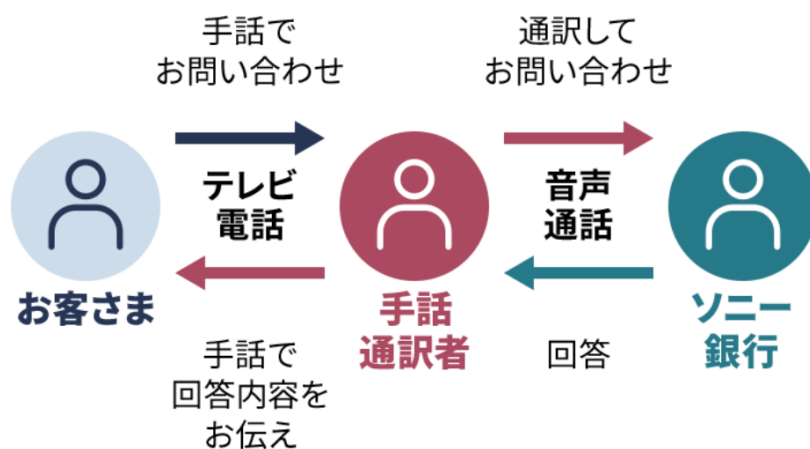 手話で
お問い合わせ
通訳して
お問い合わせ
テレビ
電話
音声
通話
お客さま
手話
通訳者
ソニー
銀行
手話で
回答内容を
お伝え
回答